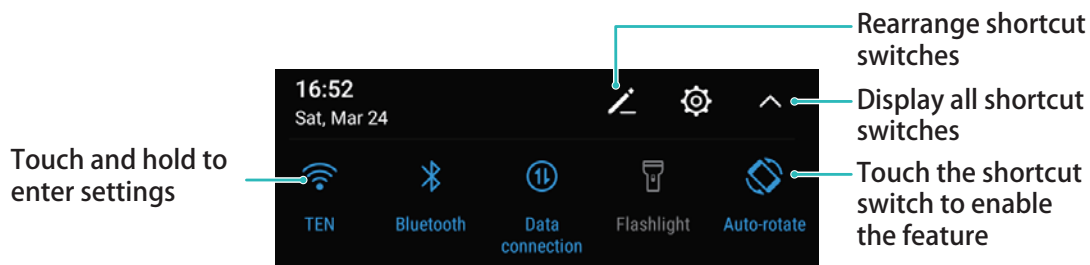 Rearrange shortcut
switches
16:52
Sat, Mar 24
Display all shortcut
switches
Touch and hold to
enter settings
Touch the shortcut
switch to enable
the feature
TEN
Bluetooth
Data
connection
Flashlight
Auto-rotate